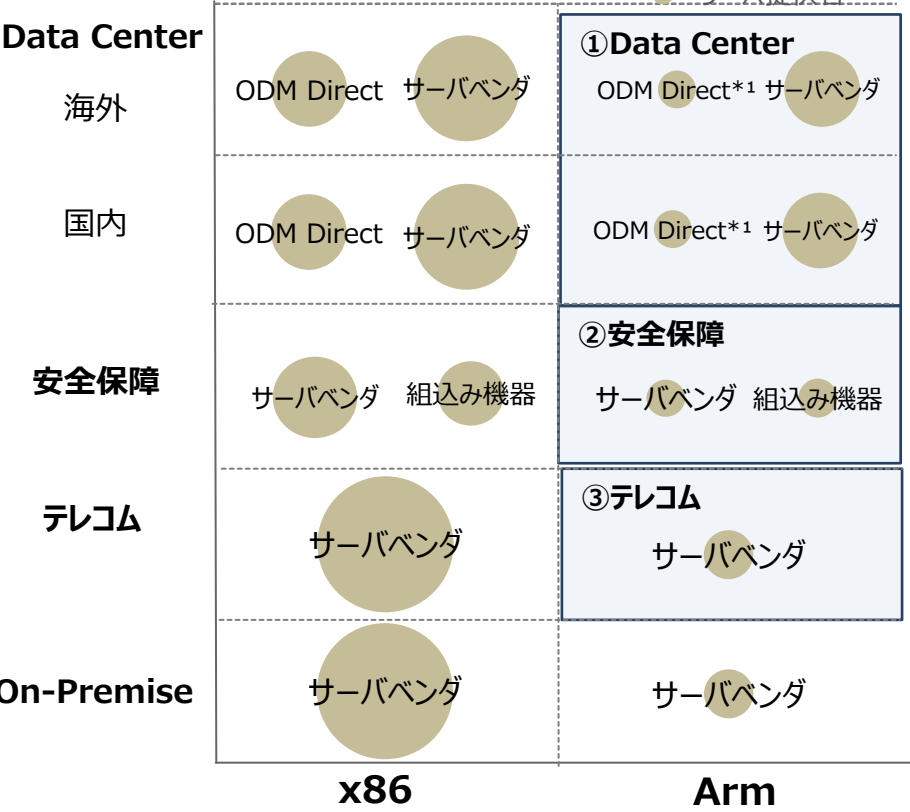 Data Center
①Data Center
海外
ODM Direct サーバベンダ
ODM Direct*¹ サーバベンダ
国内
ODM Direct サーバベンダ
ODM Direct*¹ サーバベンダ
安全保障
サーバベンダ 組込み機器
②安全保障
サーバベンダ 組込み機器
テレコム
サーバベンダ
③テレコム
サーバベンダ
On-Premise
サーバベンダ
サーバベンダ
x86
Arm